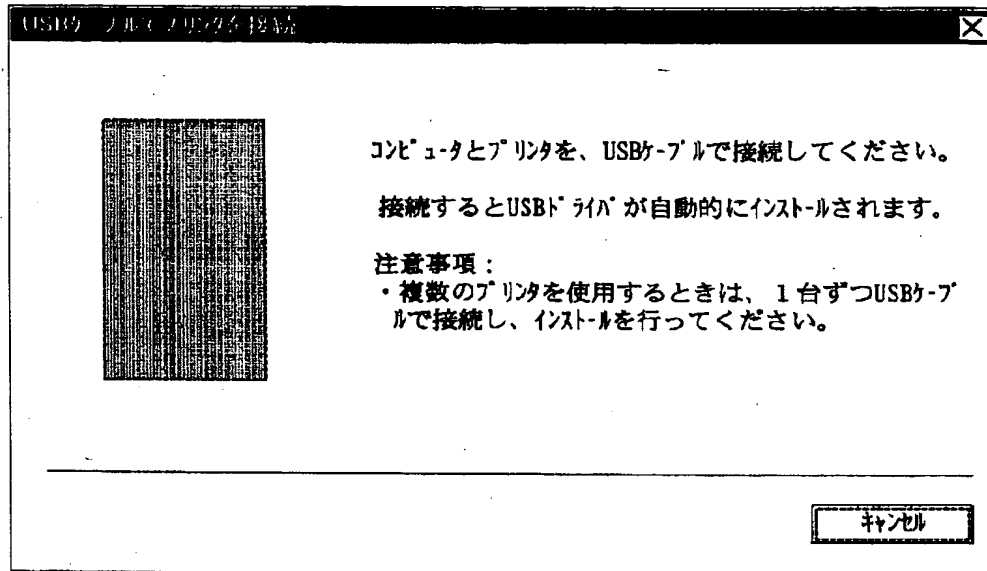 USBケーブルでプリンタを接続
コンピュータとプリンタを、USBケーブルで接続してください。
接続するとUSBドライバが自動的にインストールされます。
注意事項：
・複数のプリンタを使用するときは、1台ずつUSBケーブ
ルで接続し、インストールを行ってください。
キャンセル